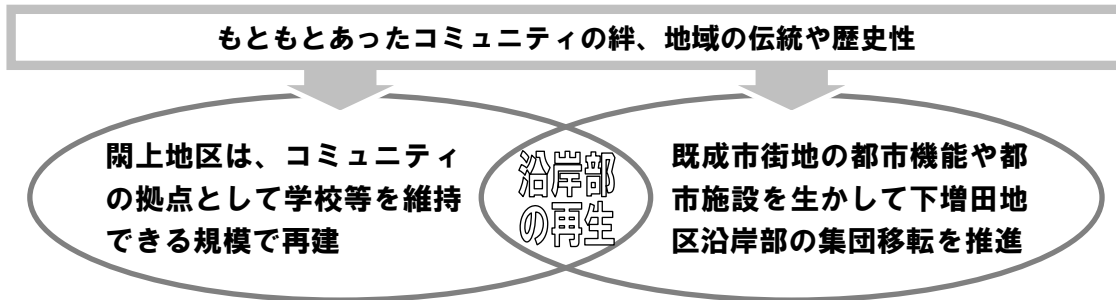 もともとあったコミュニティの絆、地域の伝統や歴史性
閖上地区は、コミュニティ
の拠点として学校等を維持
できる規模で再建
沿岸部
の再生
既成市街地の都市機能や都
市施設を生かして下増田地
区沿岸部の集団移転を推進